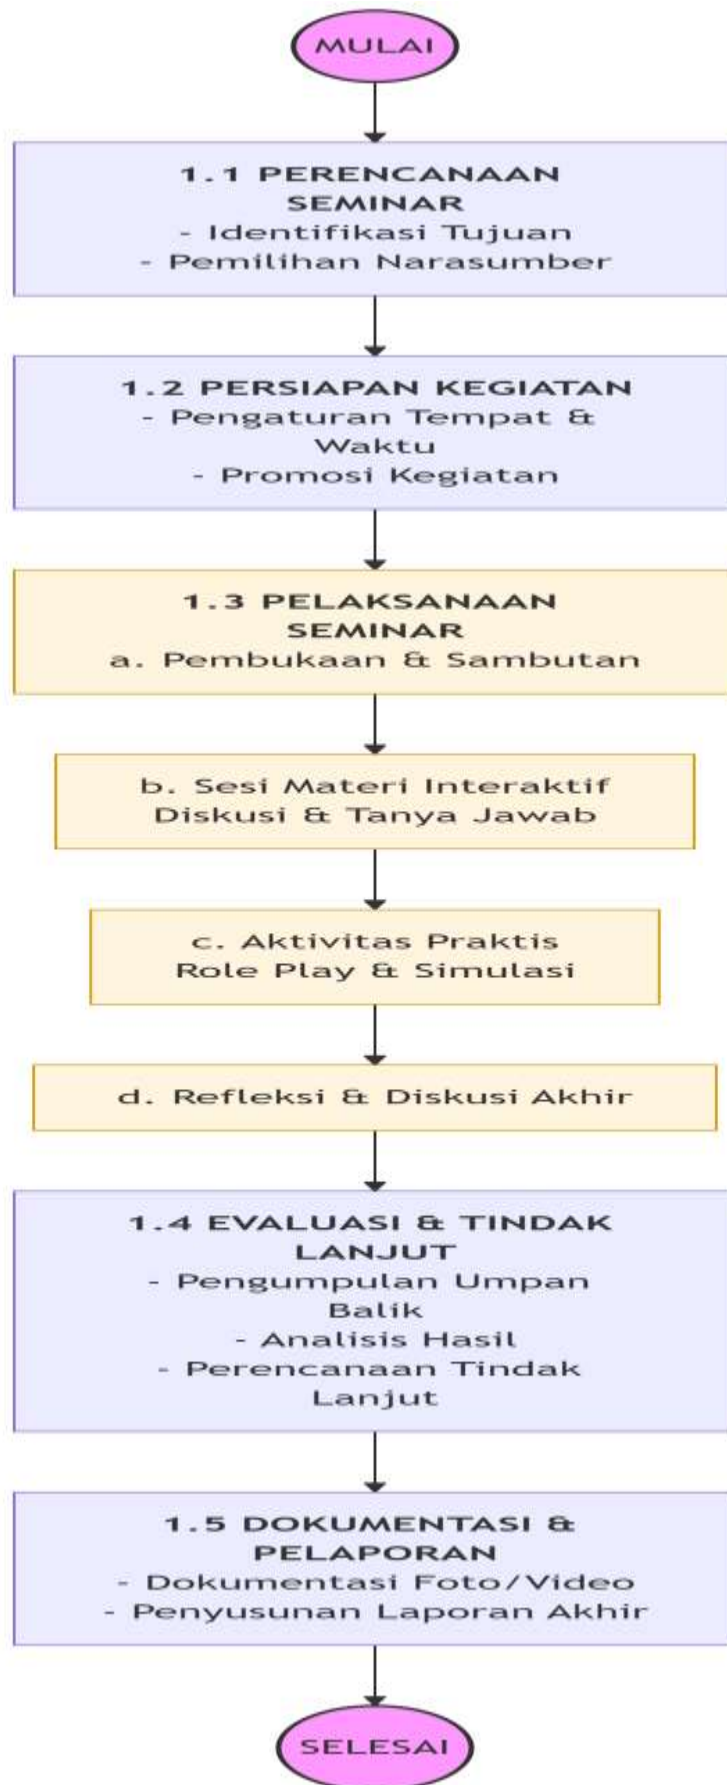 MULAI
1.1 PERENCANAAN
SEMINAR
- Identifikasi Tujuan
- Pemilihan Narasumber
1.2 PERSIAPAN KEGIATAN
- Pengaturan Tempat &
Waktu
- Promosi Kegiatan
1.3 PELAKSANAAN
SEMINAR
a. Pembukaan & Sambutan
b. Sesi Materi Interaktif
Diskusi & Tanya Jawab
c. Aktivitas Praktis
Role Play & Simulasi
d. Refleksi & Diskusi Akhir
1.4 EVALUASI & TINDAK
LANJUT
- Pengumpulan Umpan
Balik
- Analisis Hasil
- Perencanaan Tindak
Lanjut
1.5 DOKUMENTASI &
PELAPORAN
- Dokumentasi Foto/Video
- Penyusunan Laporan Akhir
SELESAI